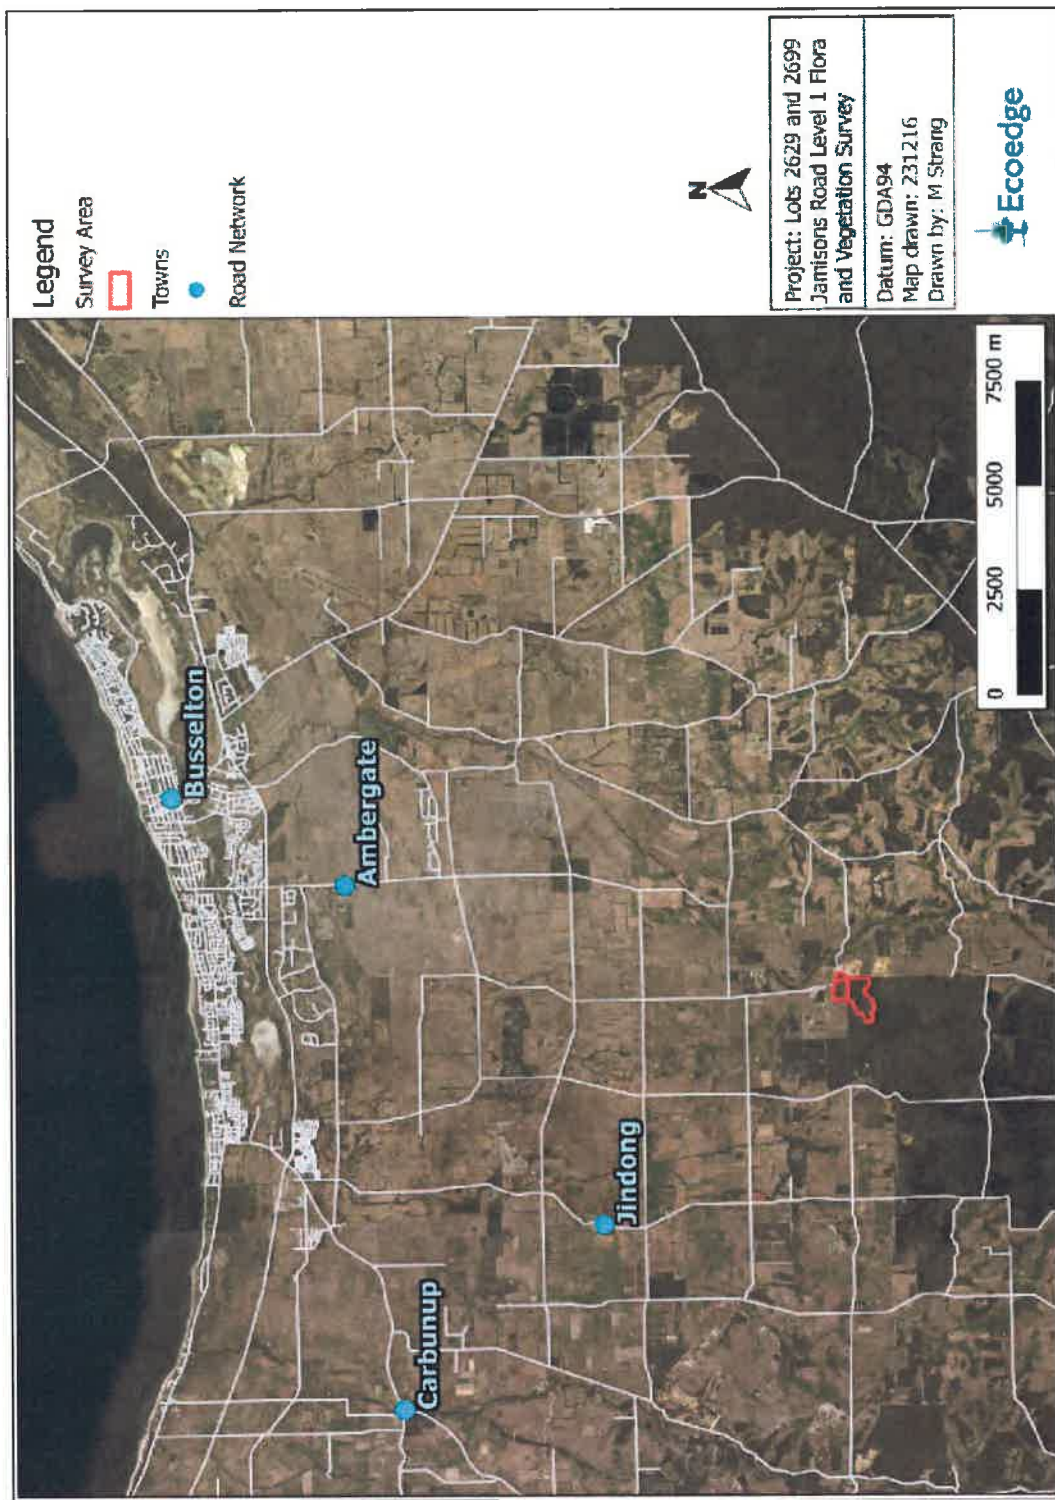 Legend
Survey Area
Towns
Road Network
N
Project: Lots 2629 and 2699
Jamisons Road Level 1 Flora
and Vegetation Survey
Datum: GDA94
Map drawn: 231216
Drawn by: M Strang
Ecoedge
Busselton
Ambergate
Carbunup
Jindong
0 2500 5000 7500 m